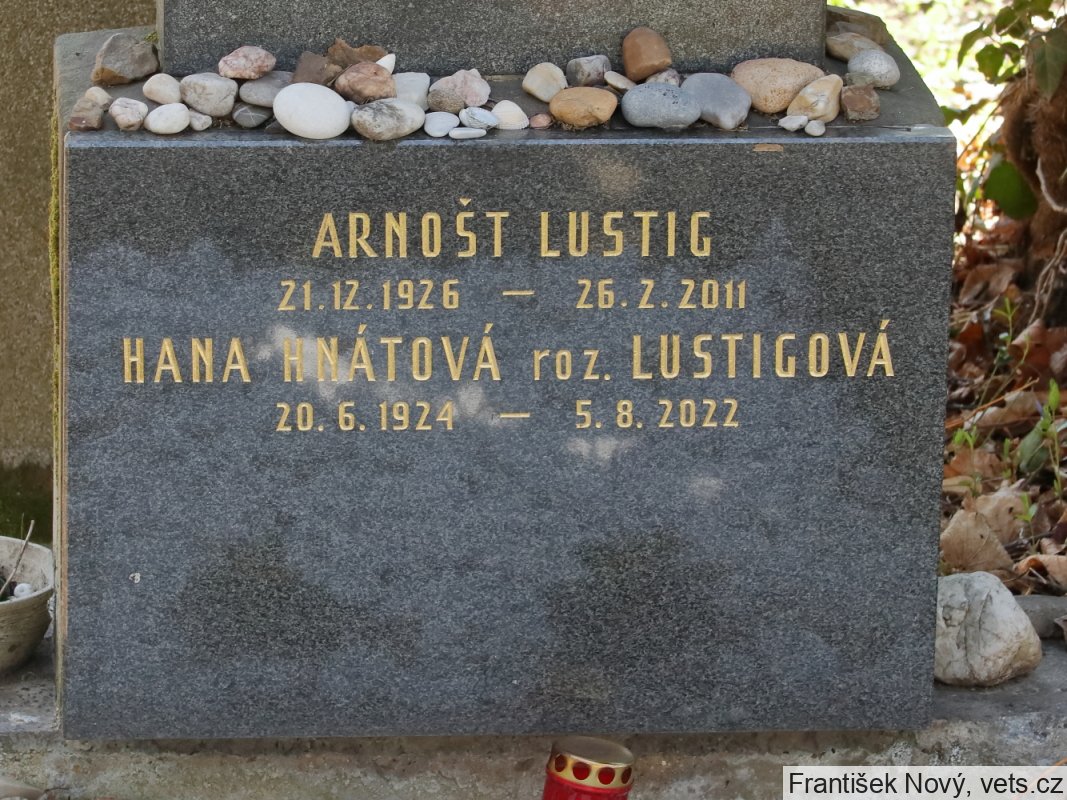 ARNOŠT LUSTIG
21.12.1926 — 26.2.2011
HANA HNÁTOVÁ roz. LUSTIGOVÁ
20.6.1924 — 5.8.2022
František Nový, vets.cz